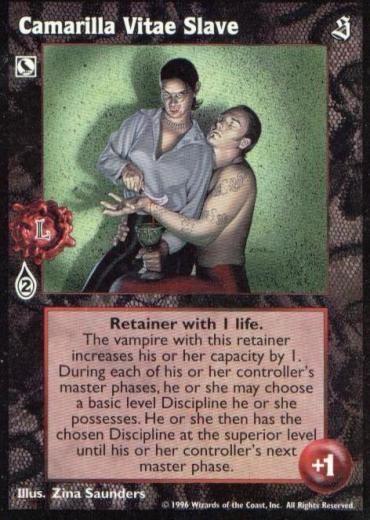 Camarilla Vitae Slave
L
2
Retainer with 1 life.
The vampire with this retainer
increases his or her capacity by 1.
During each of his or her controller's
master phases, he or she may choose
a basic level Discipline he or she
possesses. He or she then has the
chosen Discipline at the superior level
until his or her controller's next
master phase.
+1
Illus. Zina Saunders
© 1996 Wizards of the Coast, Inc. All Rights Reserved.